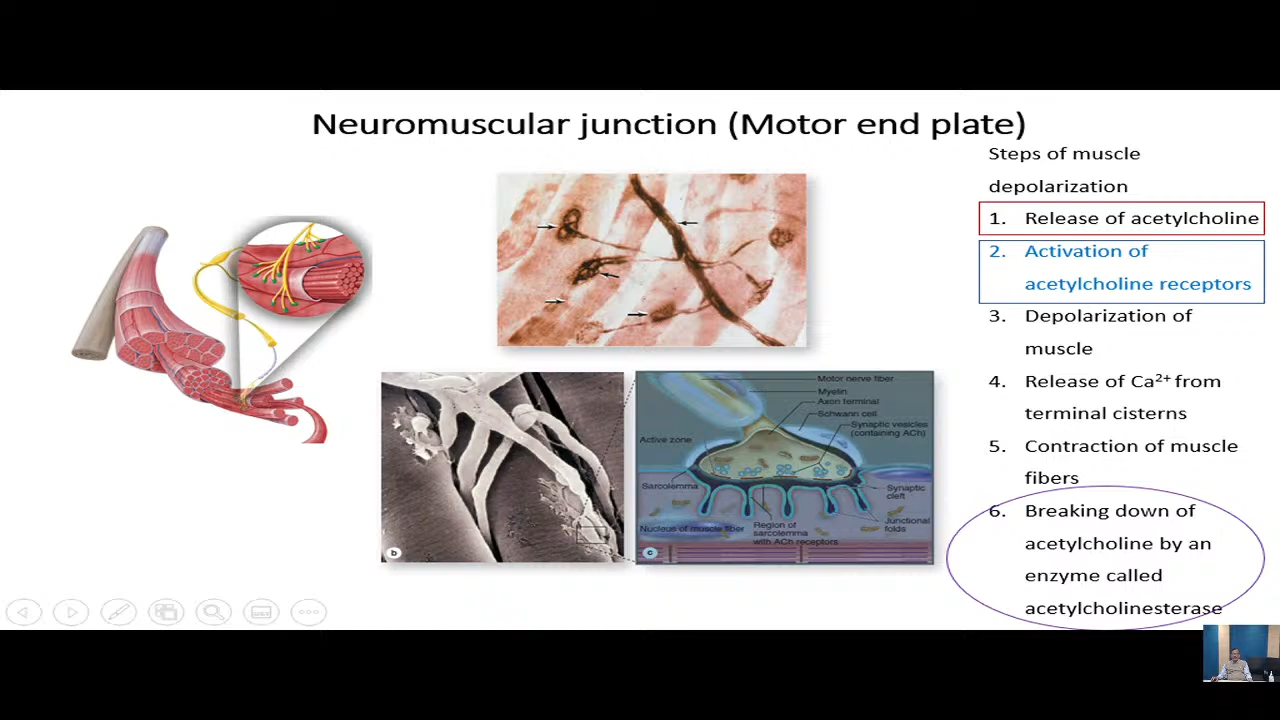 Neuromuscular junction (Motor end plate)
Steps of muscle
depolarization
1. Release of acetylcholine
2. Activation of
acetylcholine receptors
3. Depolarization of
muscle
4. Release of Ca²⁺ from
terminal cisterns
5. Contraction of muscle
fibers
6. Breaking down of
acetylcholine by an
enzyme called
acetylcholinesterase
b
Motor nerve fiber
Myelin
Axon terminal
Schwann cell
Synaptic vesicles
(containing ACh)
Active zone
Sarcolemma
Synaptic
cleft
Nucleus of muscle fiber
Region of
sarcolemma
with ACh receptors
Junctional
folds
c